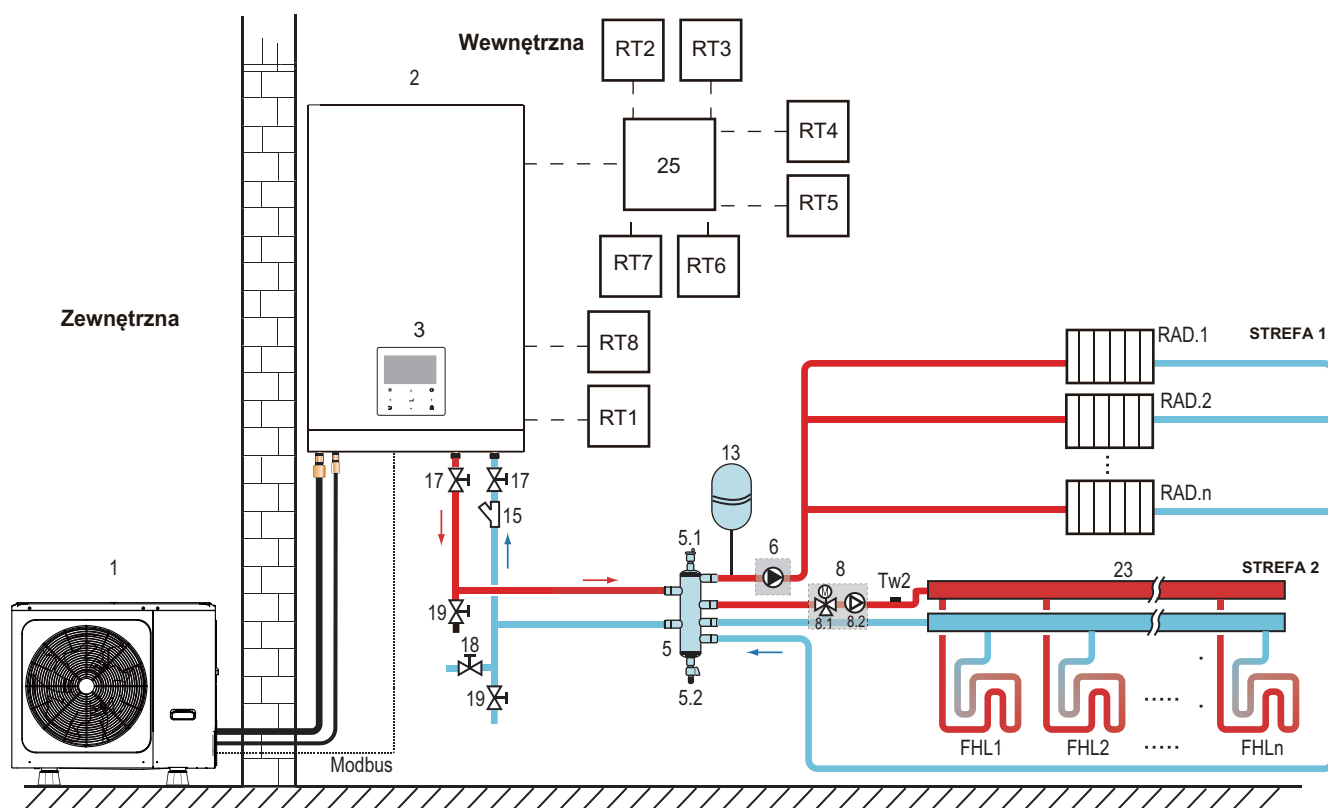 Wewnętrzna
RT2
RT3
2
RT4
25
RT5
RT7
RT6
Zewnętrzna
3
RT8
RT1
RAD.1
STREFA 1
RAD.2
13
17
17
RAD.n
15
5.1
6
1
8
Tw2
23
STREFA 2
M
8.1
8.2
19
18
5
19
5.2
FHL1
FHL2
.....
FHLn
Modbus